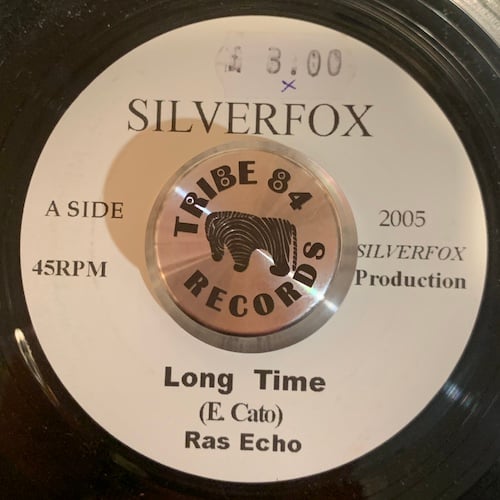 £ 3.00
x
SILVERFOX
TRIBE 84
RECORDS
A SIDE
45RPM
2005
SILVERFOX
Production
Long Time
(E. Cato)
Ras Echo